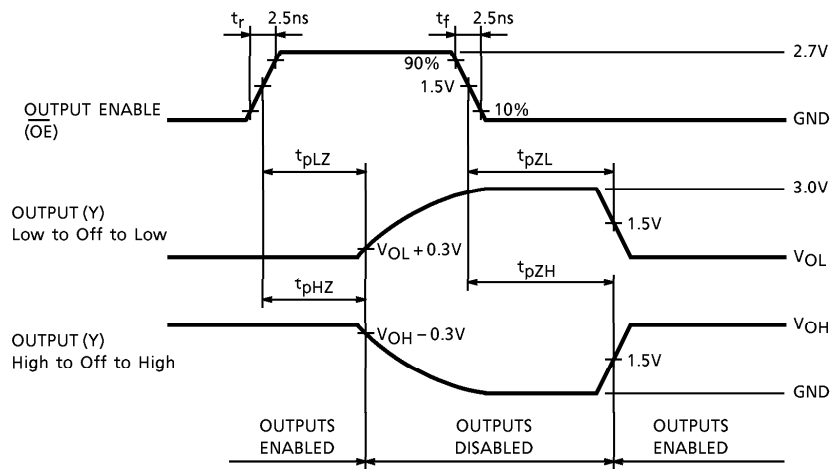 tr 2.5ns tf 2.5ns
2.7V
90%
1.5V
10%
OUTPUT ENABLE
(OE)
GND
tpLZ tpZL
3.0V
OUTPUT (Y)
Low to Off to Low
1.5V
VOL + 0.3V
VOL
tpHZ tpZH
VOH
OUTPUT (Y)
High to Off to High
VOH − 0.3V
1.5V
GND
OUTPUTS
ENABLED
OUTPUTS
DISABLED
OUTPUTS
ENABLED